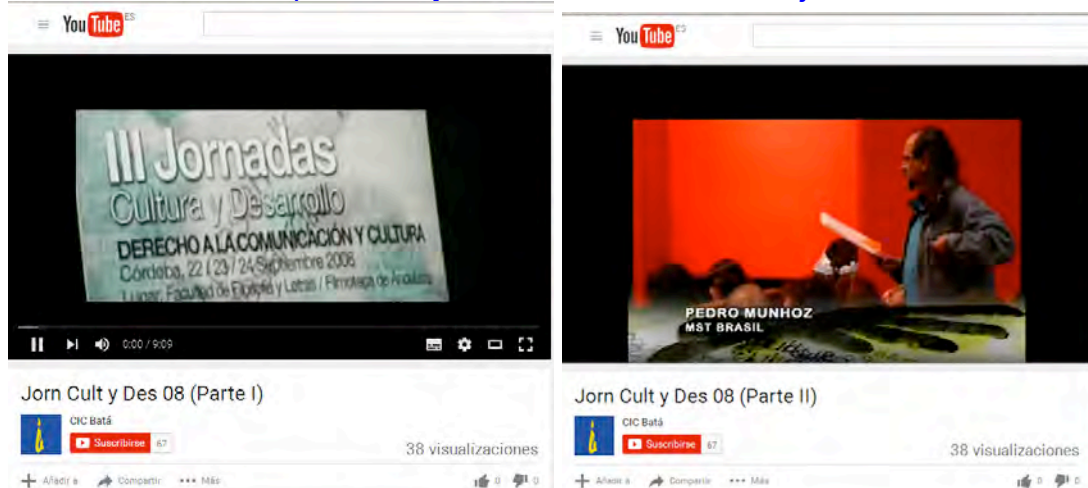 YouTube ES
III Jornadas
Cultura y Desarrollo
DERECHO A LA COMUNICACIÓN Y CULTURA
Córdoba, 22 / 23 / 24 Septiembre 2008
Lugar: Facultad de Filosofía y Letras / Filmoteca de Andalucía
0:00 / 9:09
Jorn Cult y Des 08 (Parte I)
CIC Batá
Suscribirse 67
38 visualizaciones
Añadir a Compartir Más 0 0
YouTube ES
PEDRO MUNHOZ
MST BRASIL
Jorn Cult y Des 08 (Parte II)
CIC Batá
Suscribirse 67
38 visualizaciones
Añadir a Compartir Más 0 0